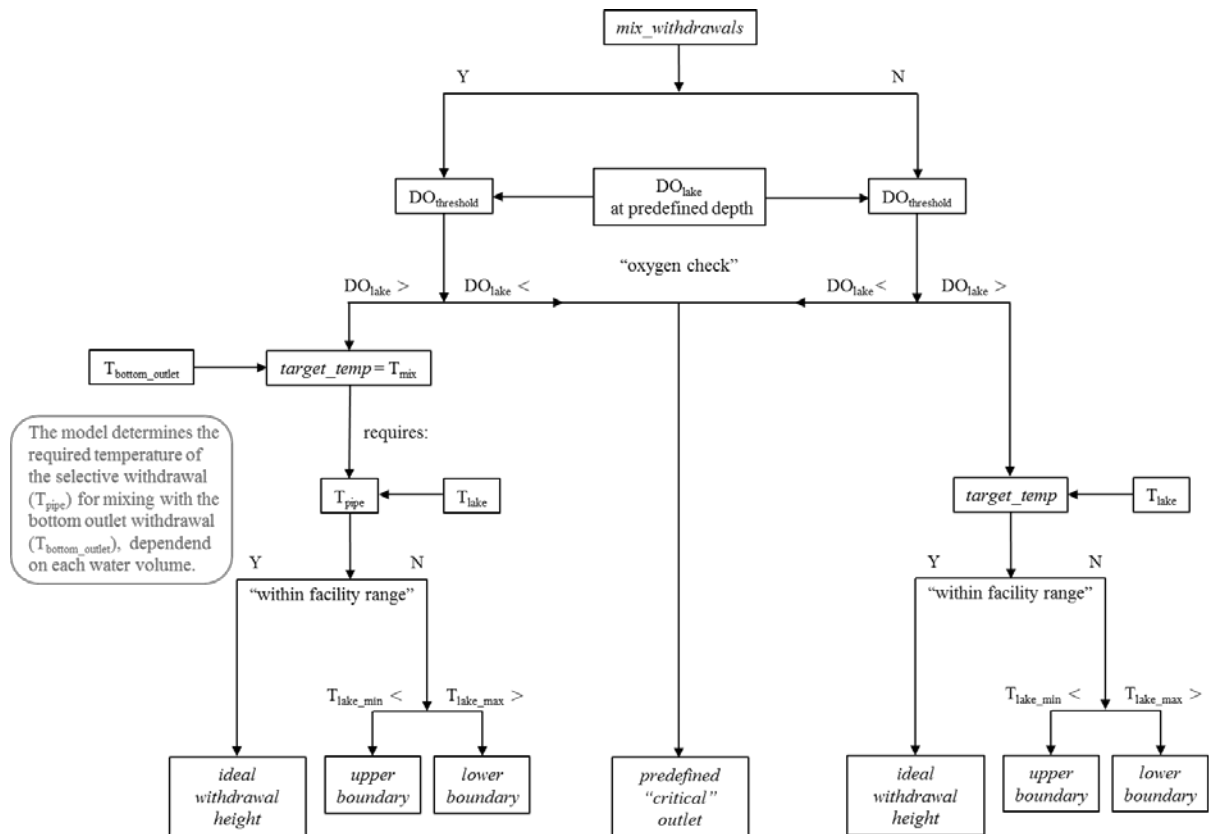 mix_withdrawals
Y
N
DOthreshold
DOlake
at predefined depth
DOthreshold
“oxygen check”
DOlake >
DOlake <
DOlake<
DOlake >
Tbottom_outlet
target_temp = Tmix
The model determines the
required temperature of
the selective withdrawal
(Tpipe) for mixing with the
bottom outlet withdrawal
(Tbottom_outlet), dependend
on each water volume.
requires:
Tpipe
Tlake
target_temp
Tlake
Y
N
“within facility range”
Y
N
“within facility range”
Tlake_min <
Tlake_max >
Tlake_min <
Tlake_max >
ideal
withdrawal
height
upper
boundary
lower
boundary
predefined
“critical”
outlet
ideal
withdrawal
height
upper
boundary
lower
boundary